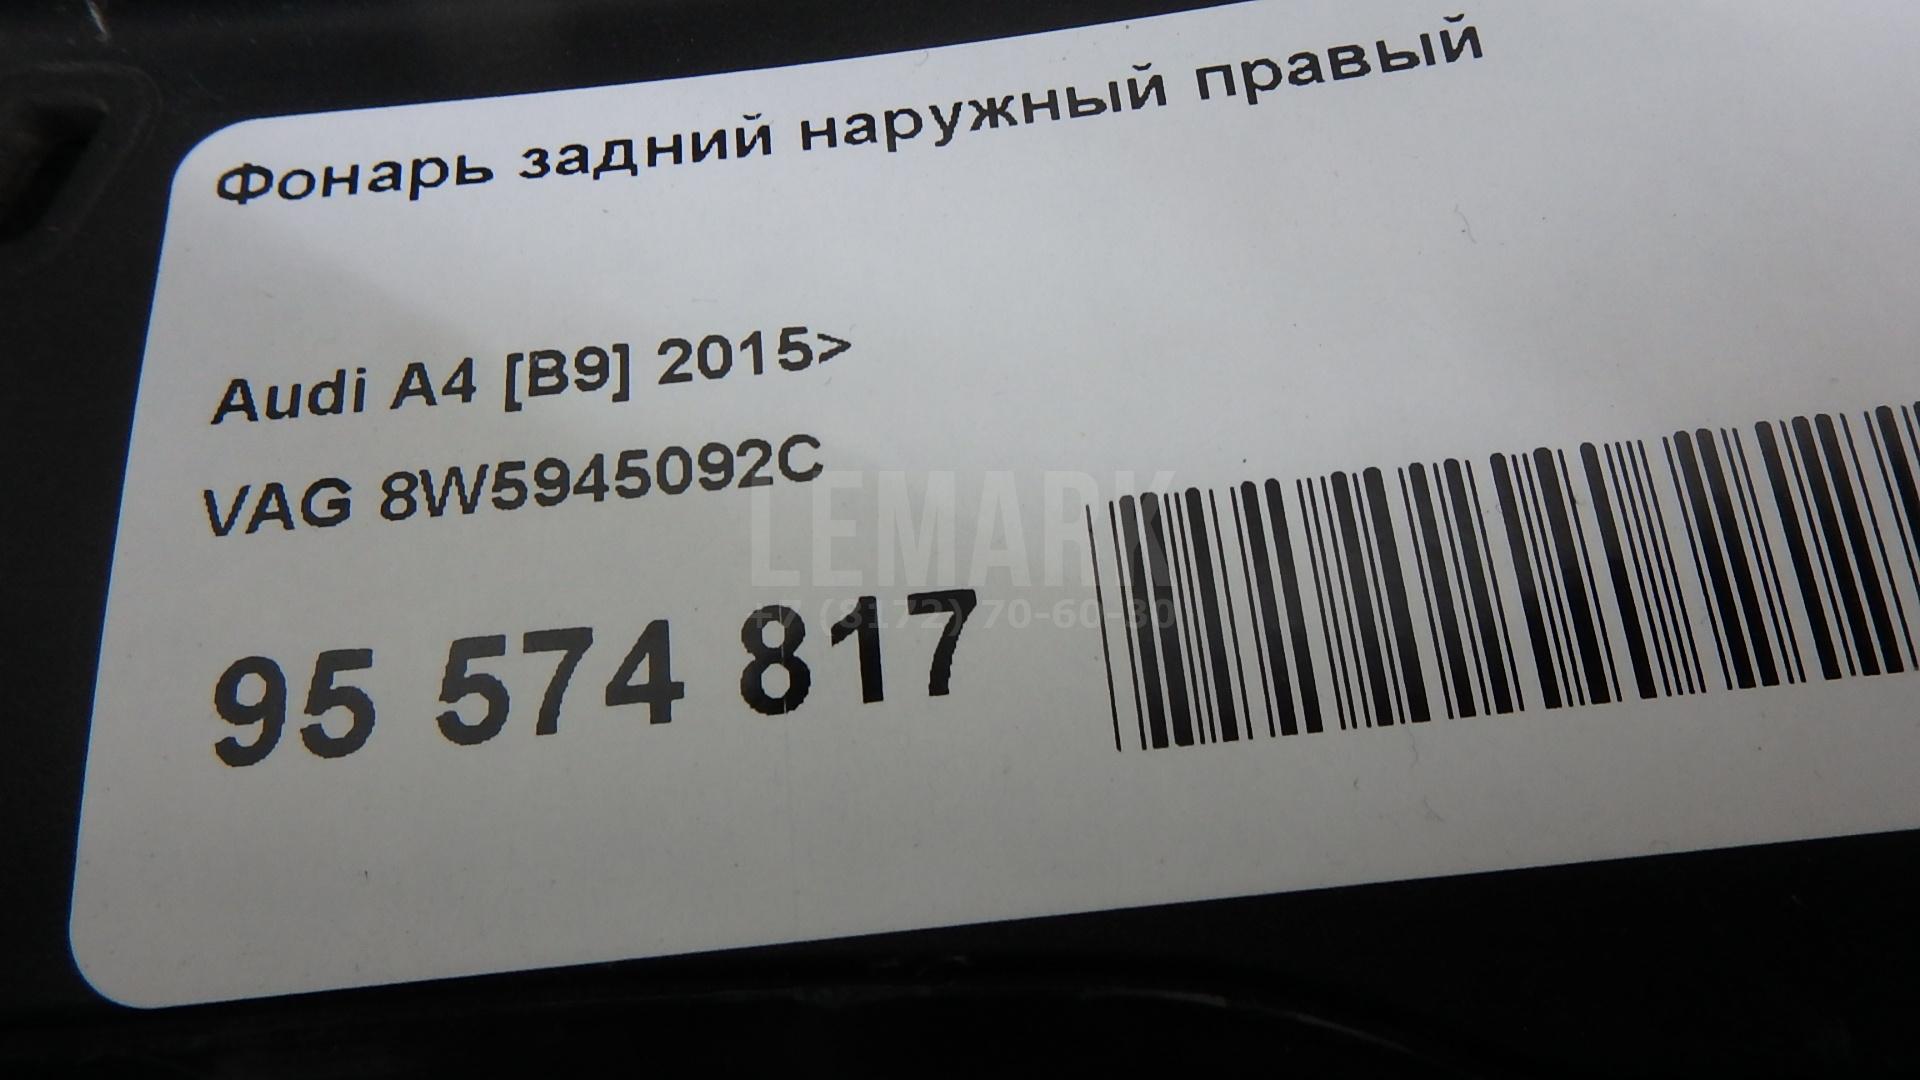 Фонарь задний наружный правый
Audi A4 [B9] 2015>
VAG 8W5945092C
LEMARK
+7 (8172) 70-60-30
95 574 817